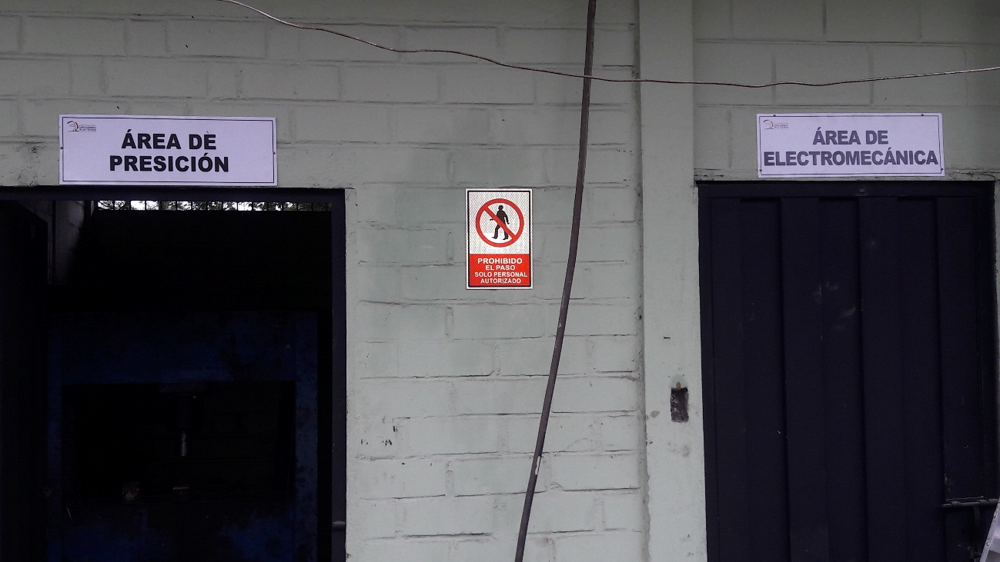 ÁREA DE
PRESICIÓN
PROHIBIDO
EL PASO
SOLO PERSONAL
AUTORIZADO
ÁREA DE
ELECTROMECÁNICA